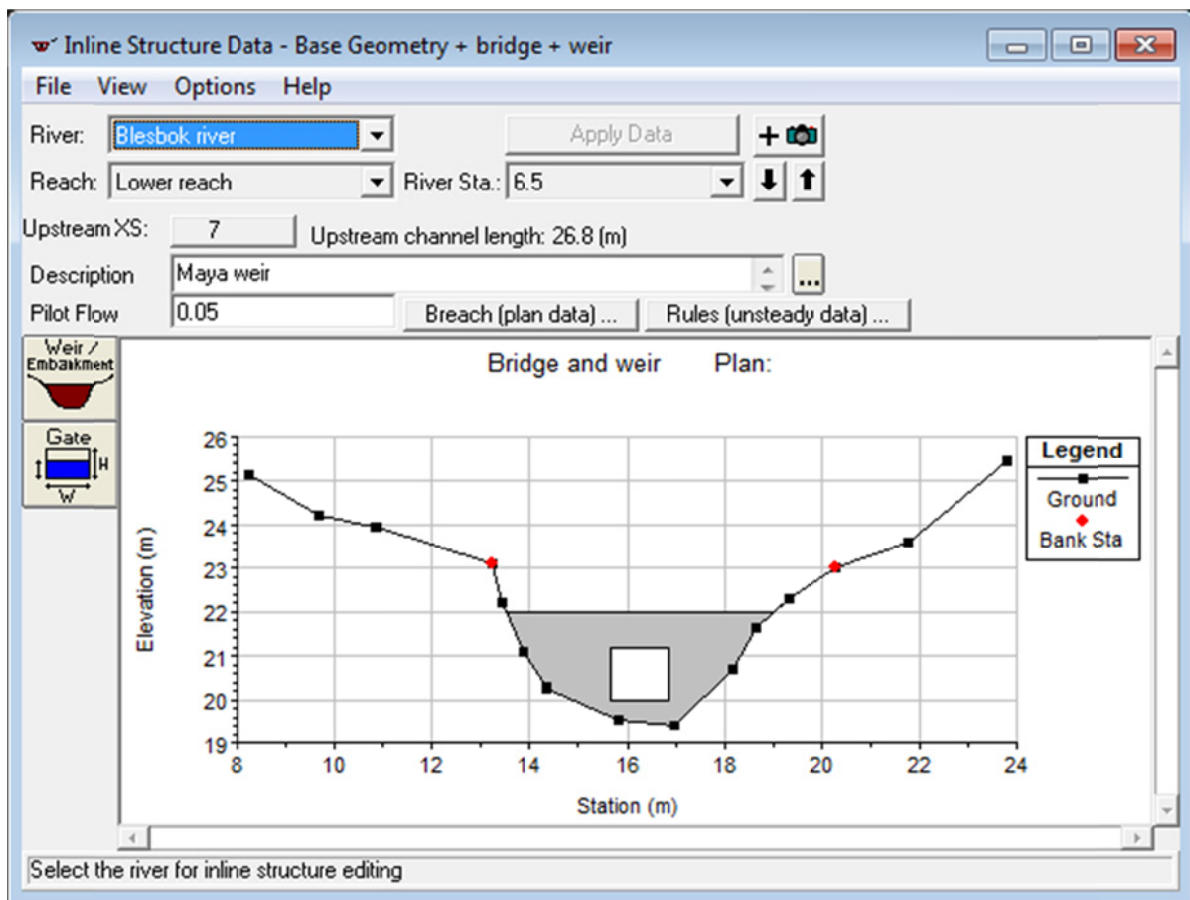 Inline Structure Data - Base Geometry + bridge + weir
File View Options Help
River: Blesbok river Apply Data +
Reach: Lower reach River Sta.: 6.5
Upstream XS: 7 Upstream channel length: 26.8 (m)
Description Maya weir ...
Pilot Flow 0.05 Breach (plan data) ... Rules (unsteady data) ...
Weir /
Embankment
Gate
H
W
Bridge and weir Plan:
26
25
24
23
22
21
20
19
Elevation (m)
8 10 12 14 16 18 20 22 24
Station (m)
Legend
Ground
Bank Sta
Select the river for inline structure editing